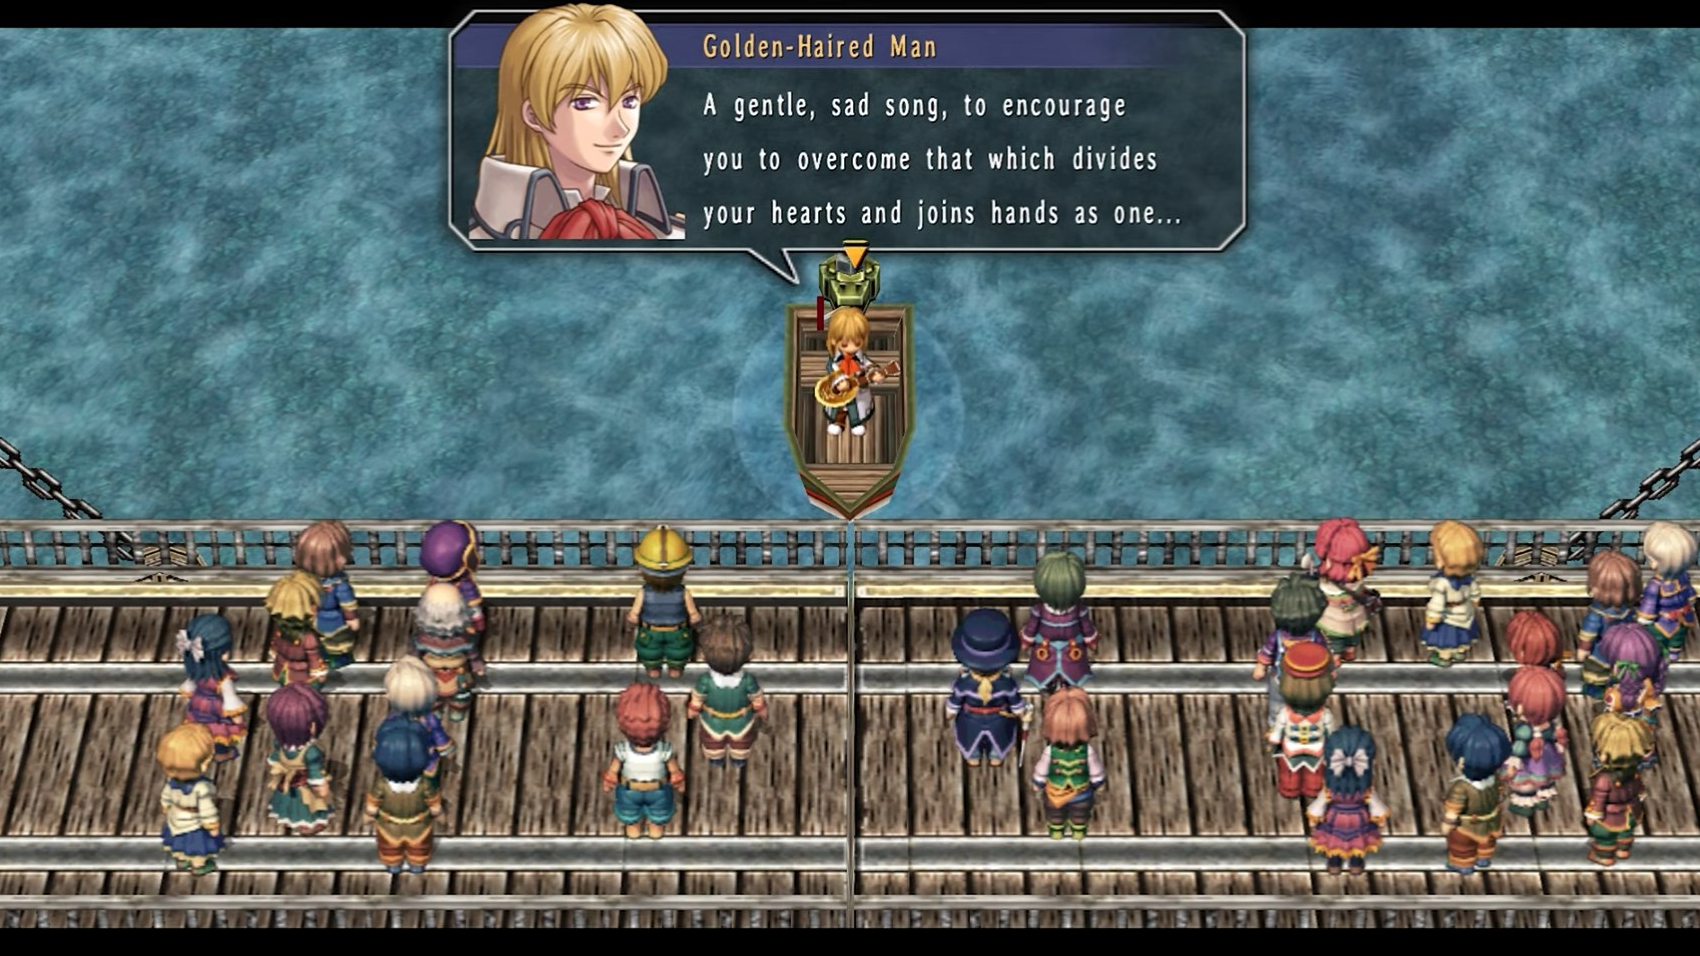 Golden-Haired Man
A gentle, sad song, to encourage
you to overcome that which divides
your hearts and joins hands as one...